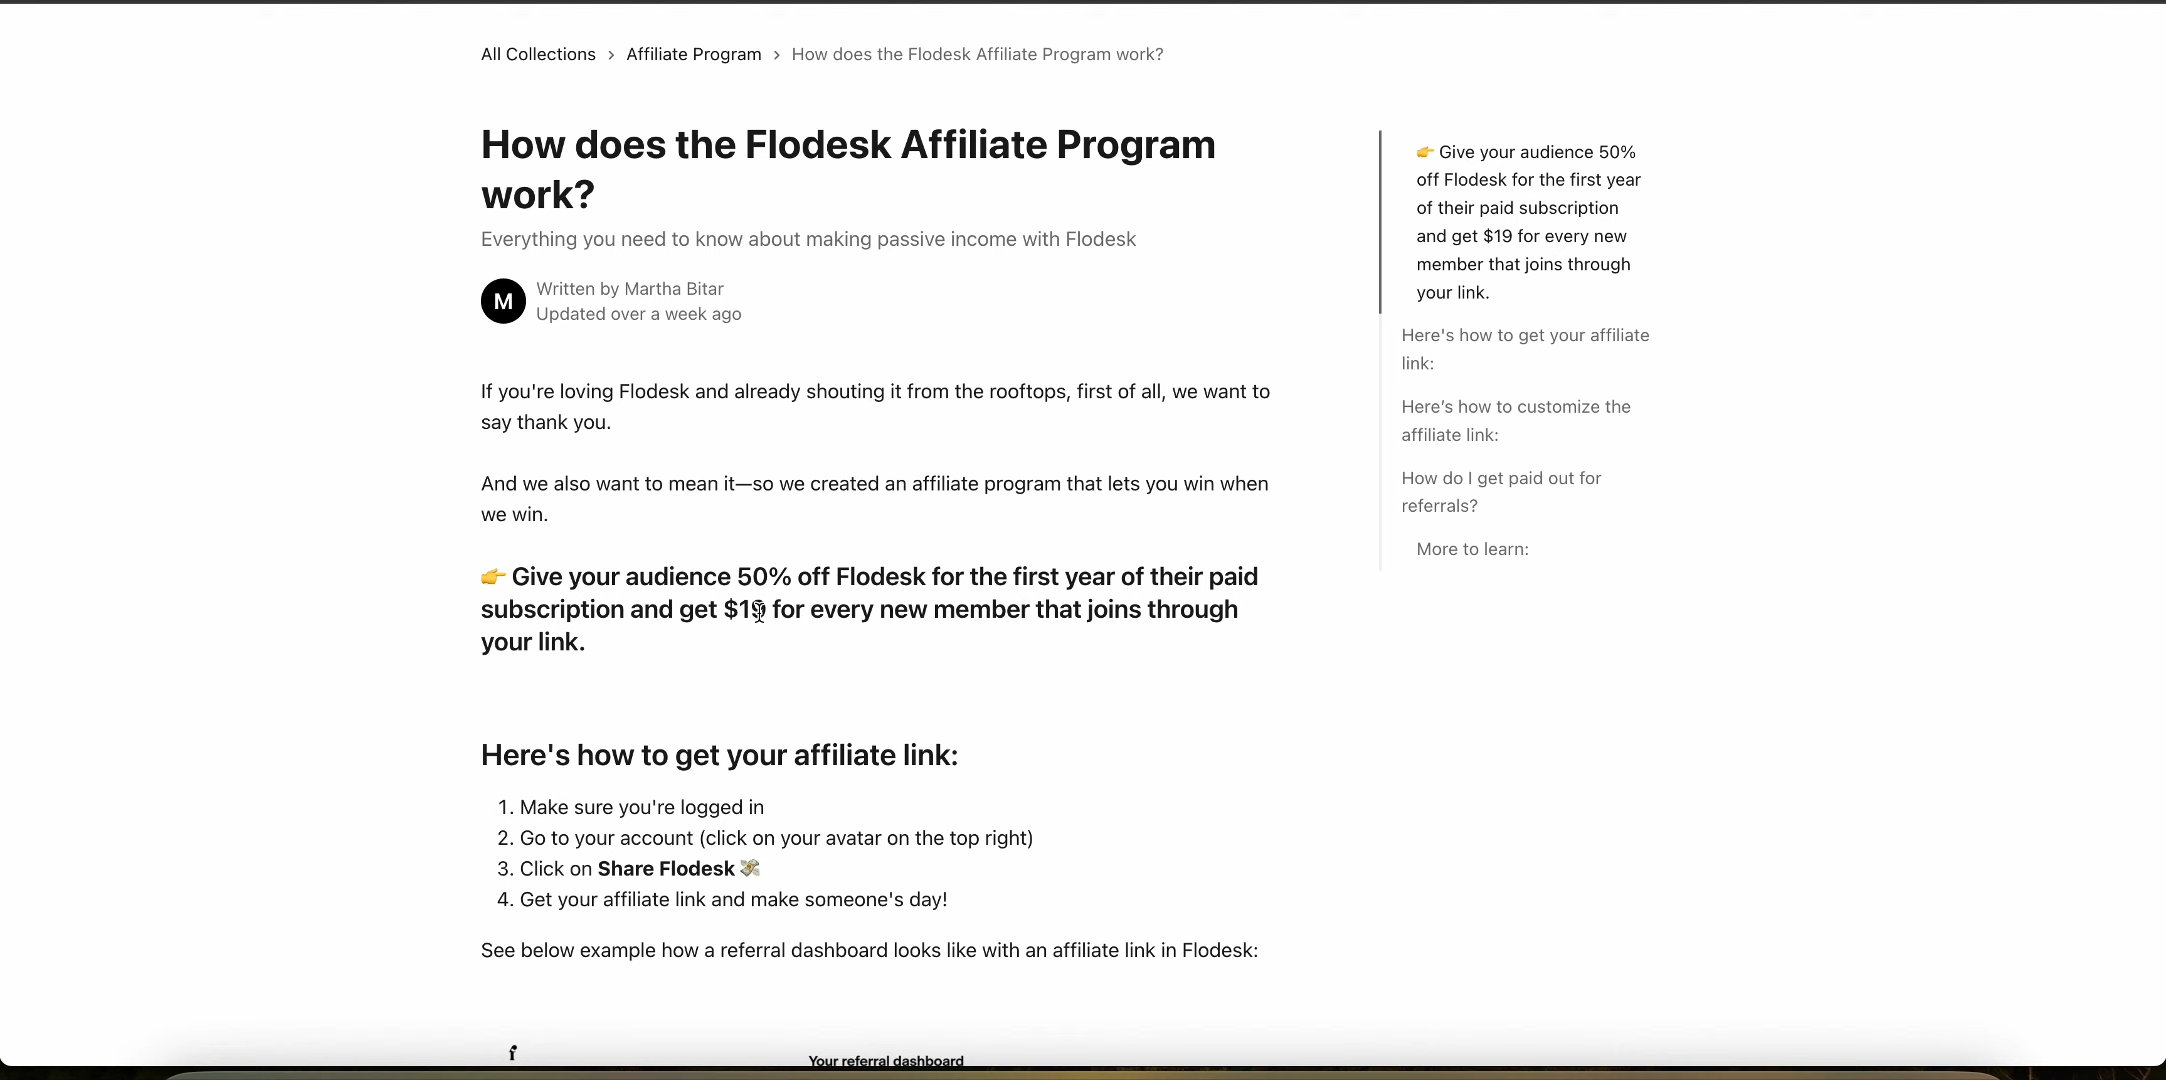 All Collections > Affiliate Program > How does the Flodesk Affiliate Program work?
How does the Flodesk Affiliate Program
work?
Everything you need to know about making passive income with Flodesk
M
Written by Martha Bitar
Updated over a week ago
If you're loving Flodesk and already shouting it from the rooftops, first of all, we want to
say thank you.
And we also want to mean it—so we created an affiliate program that lets you win when
we win.
👉 Give your audience 50% off Flodesk for the first year of their paid
subscription and get $19 for every new member that joins through
your link.
Here's how to get your affiliate link:
1. Make sure you're logged in
2. Go to your account (click on your avatar on the top right)
3. Click on Share Flodesk 💸
4. Get your affiliate link and make someone's day!
See below example how a referral dashboard looks like with an affiliate link in Flodesk:
f
Your referral dashboard
👉 Give your audience 50%
off Flodesk for the first year
of their paid subscription
and get $19 for every new
member that joins through
your link.
Here's how to get your affiliate
link:
Here’s how to customize the
affiliate link:
How do I get paid out for
referrals?
More to learn: